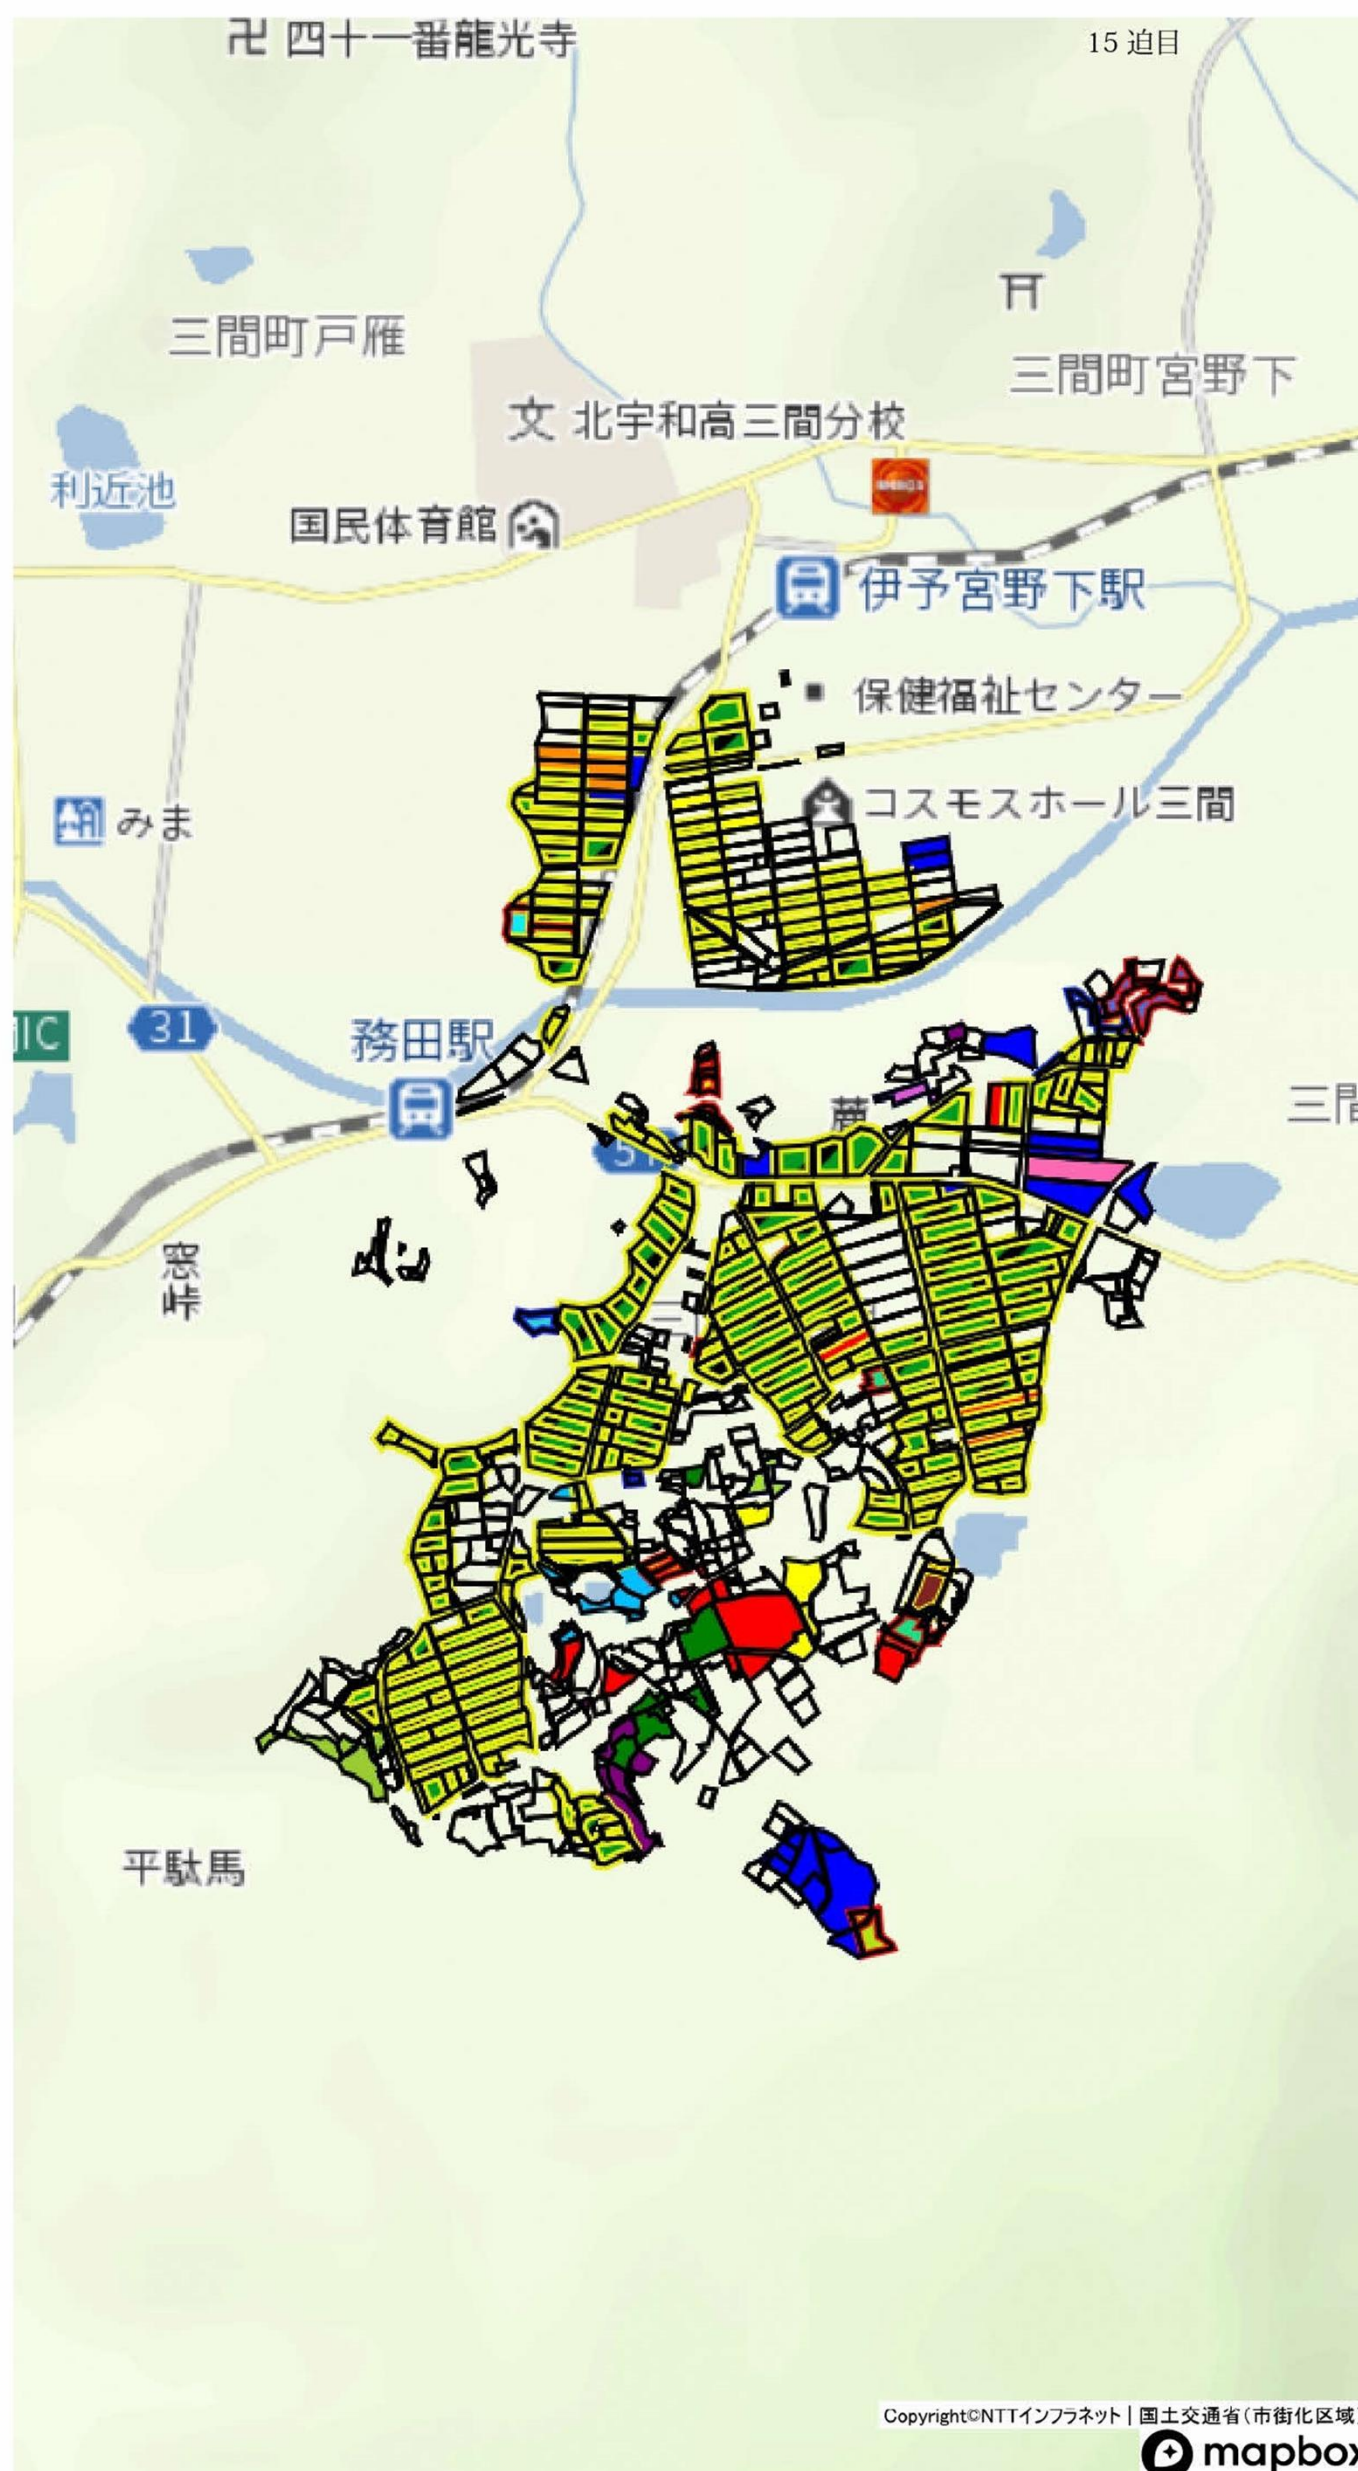 卍 四十一番龍光寺
15 迫目
三間町戸雁
三間町宮野下
文 北宇和高三間分校
利近池
国民体育館
伊予宮野下駅
保健福祉センター
コスモスホール三間
みま
31
IC
務田駅
三間
窓峠
平駄馬
Copyright©NTTインフラネット | 国土交通省(市街化区域)
mapbox